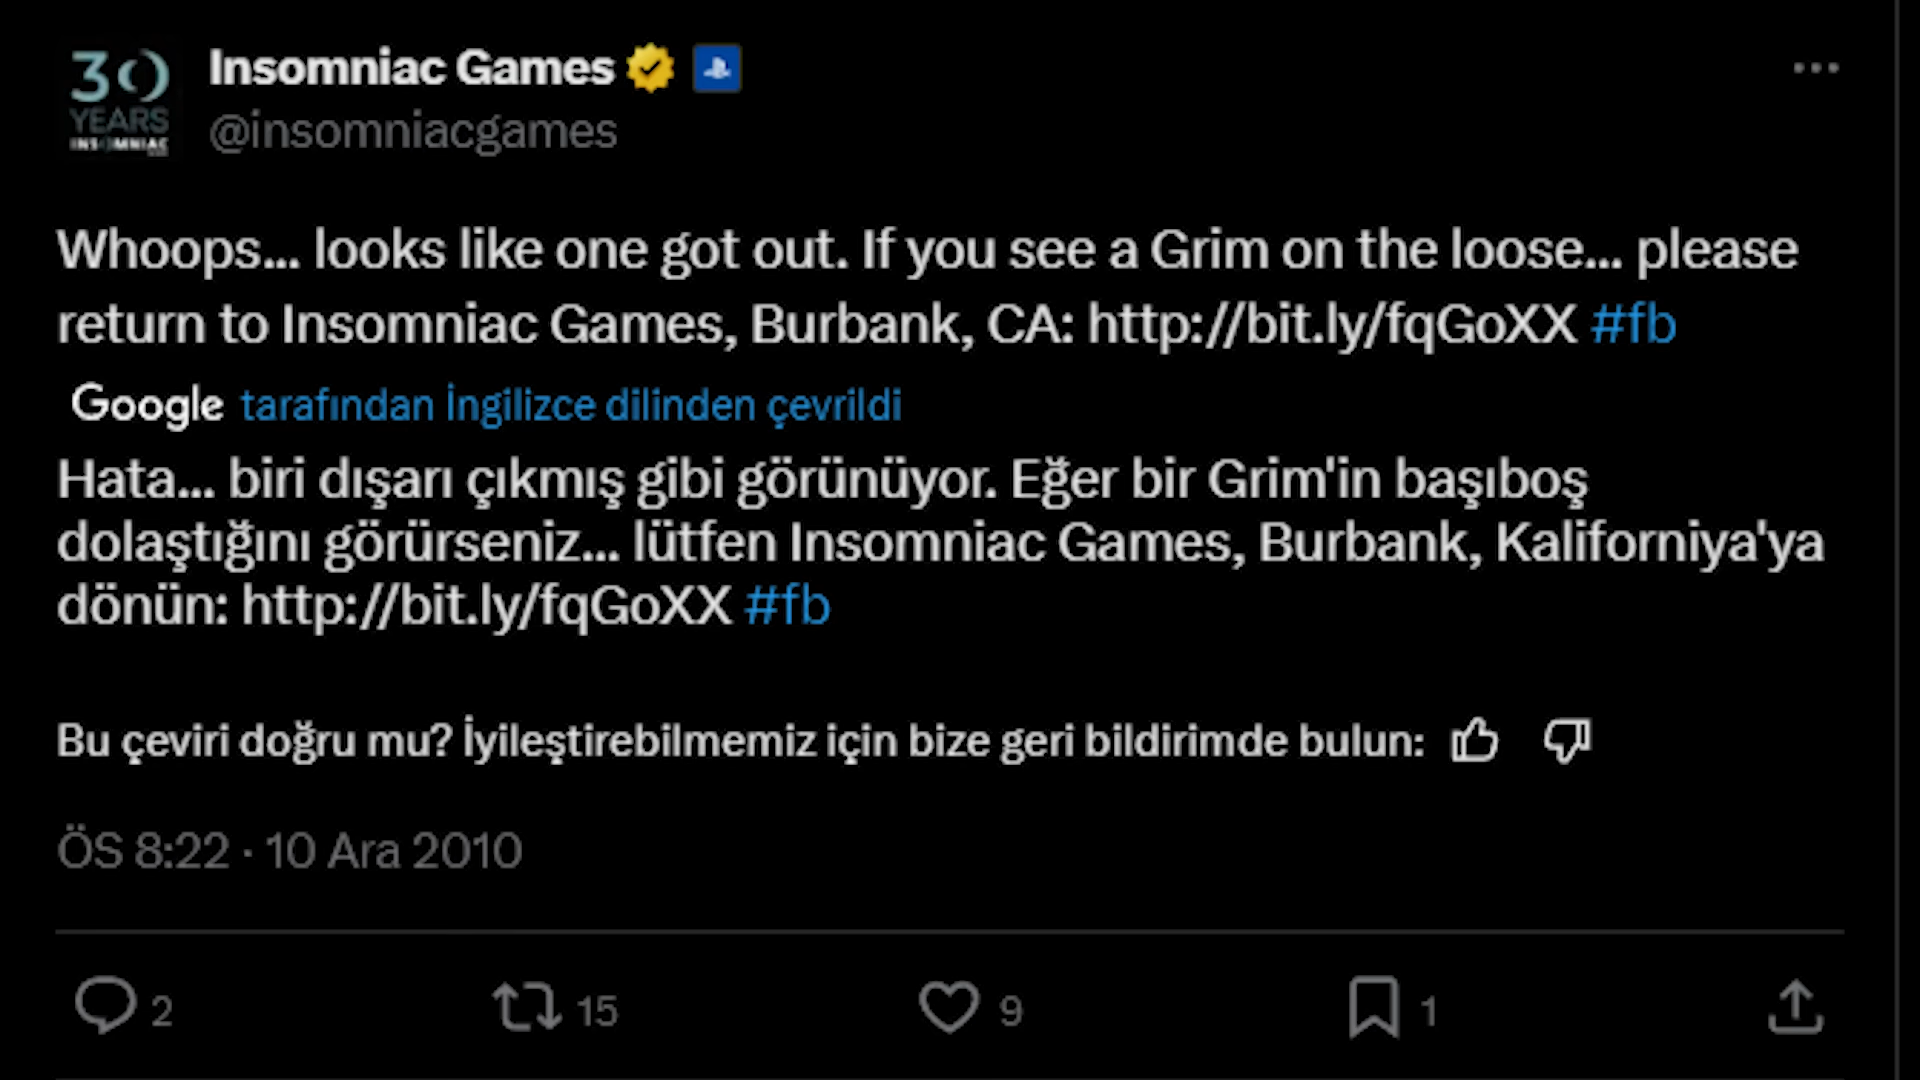 30
YEARS
INSOMNIAC
Insomniac Games
@insomniacgames
Whoops... looks like one got out. If you see a Grim on the loose... please
return to Insomniac Games, Burbank, CA: http://bit.ly/fqGoXX #fb
Google tarafından İngilizce dilinden çevrildi
Hata... biri dışarı çıkmış gibi görünüyor. Eğer bir Grim'in başıboş
dolaştığını görürseniz... lütfen Insomniac Games, Burbank, Kaliforniya'ya
dönün: http://bit.ly/fqGoXX #fb
Bu çeviri doğru mu? İyileştirebilmemiz için bize geri bildirimde bulun:
ÖS 8:22 · 10 Ara 2010
2 15 9 1